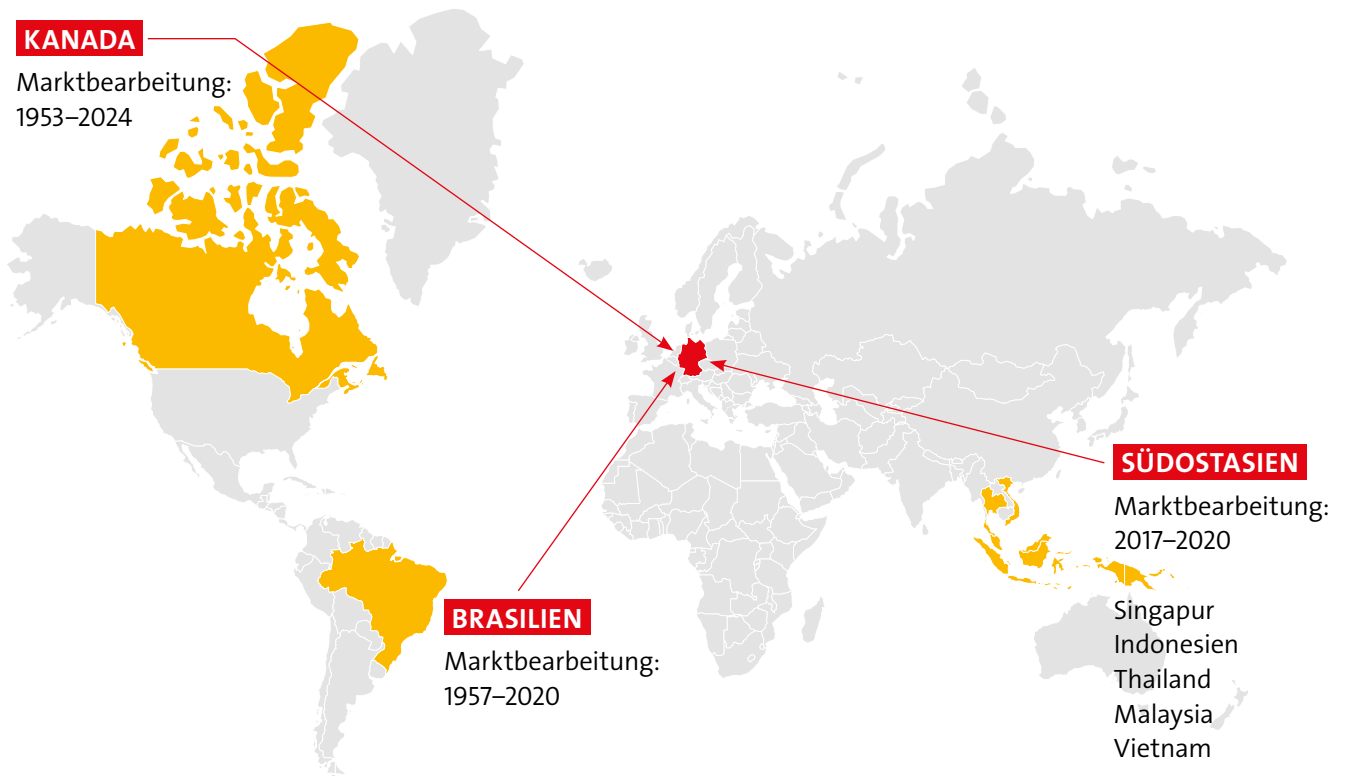 KANADA
Marktbearbeitung:
1953–2024
SÜDOSTASIEN
Marktbearbeitung:
2017–2020
Singapur
Indonesien
Thailand
Malaysia
Vietnam
BRASILIEN
Marktbearbeitung:
1957–2020